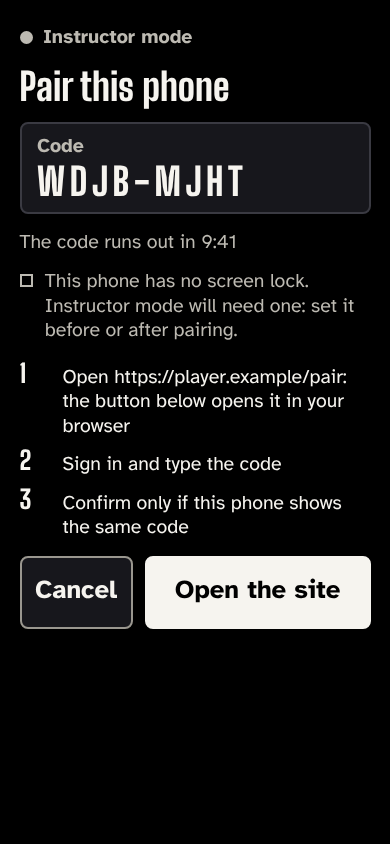 Instructor mode
Pair this phone
Code
WDJB-MJHT
The code runs out in 9:41
This phone has no screen lock.
Instructor mode will need one: set it
before or after pairing.
1 Open https://player.example/pair:
the button below opens it in your
browser
2 Sign in and type the code
3 Confirm only if this phone shows
the same code
Cancel Open the site